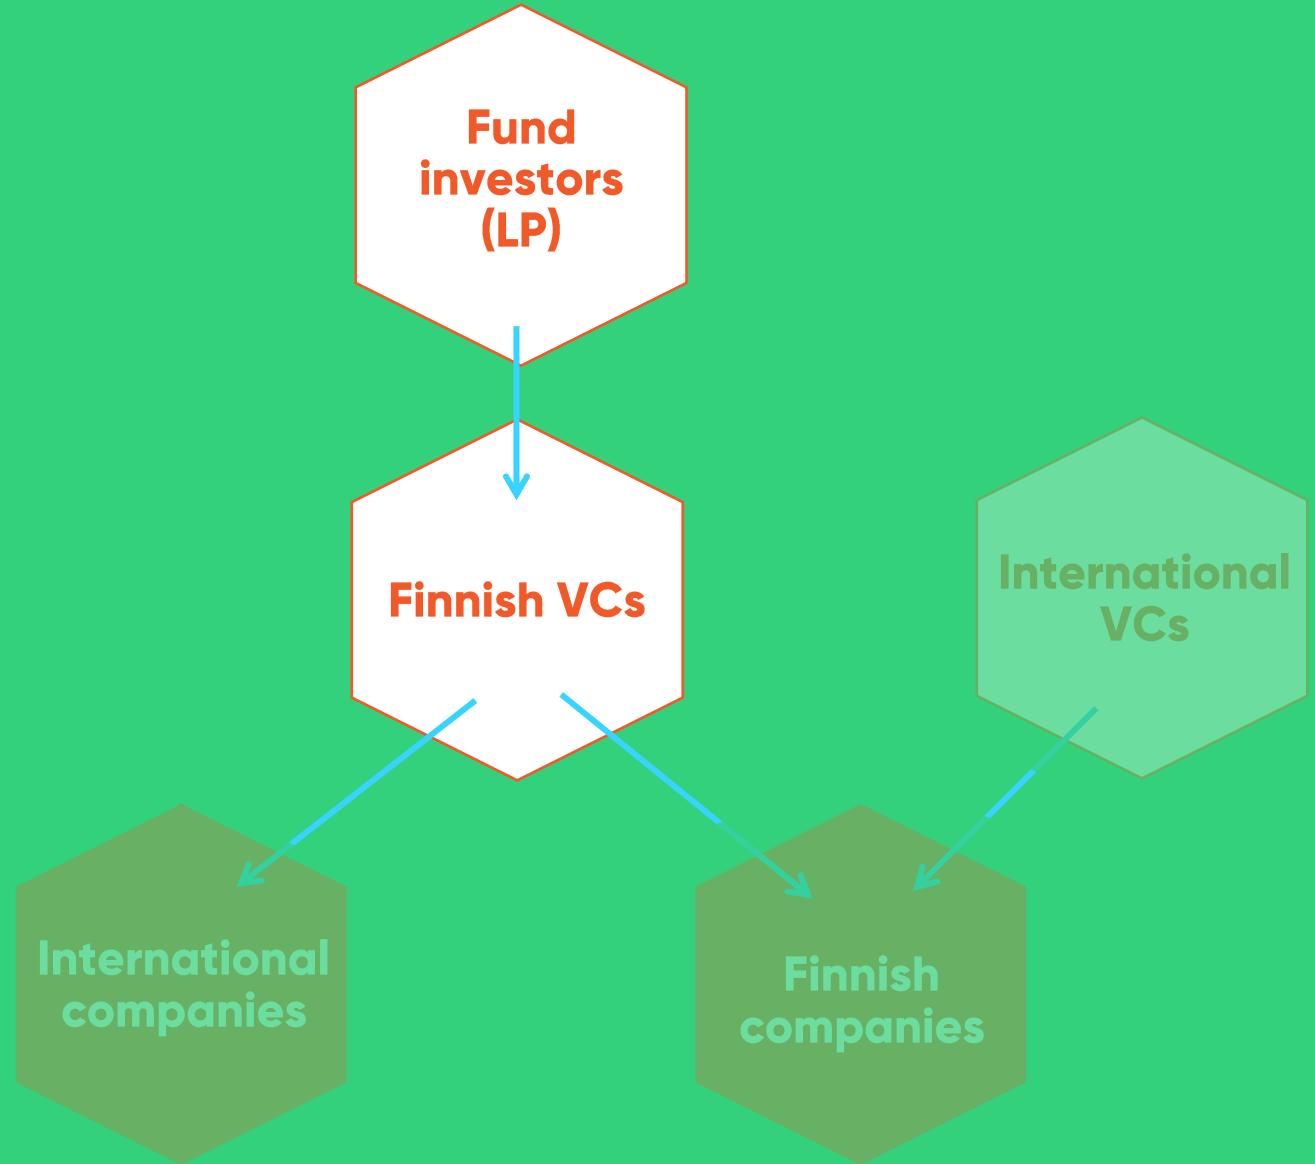 Fund
investors
(LP)
Finnish VCs
International
VCs
International
companies
Finnish
companies